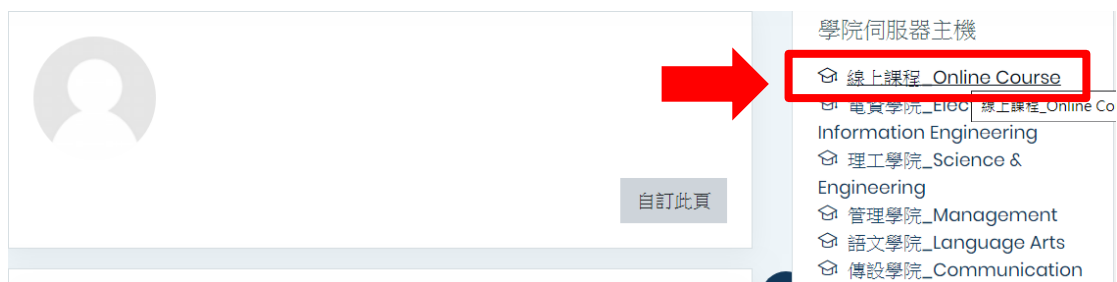 學院伺服器主機
線上課程_Online Course
電資學院_Elec
線上課程_Online Co
Information Engineering
理工學院_Science &
Engineering
自訂此頁
管理學院_Management
語文學院_Language Arts
傳設學院_Communication